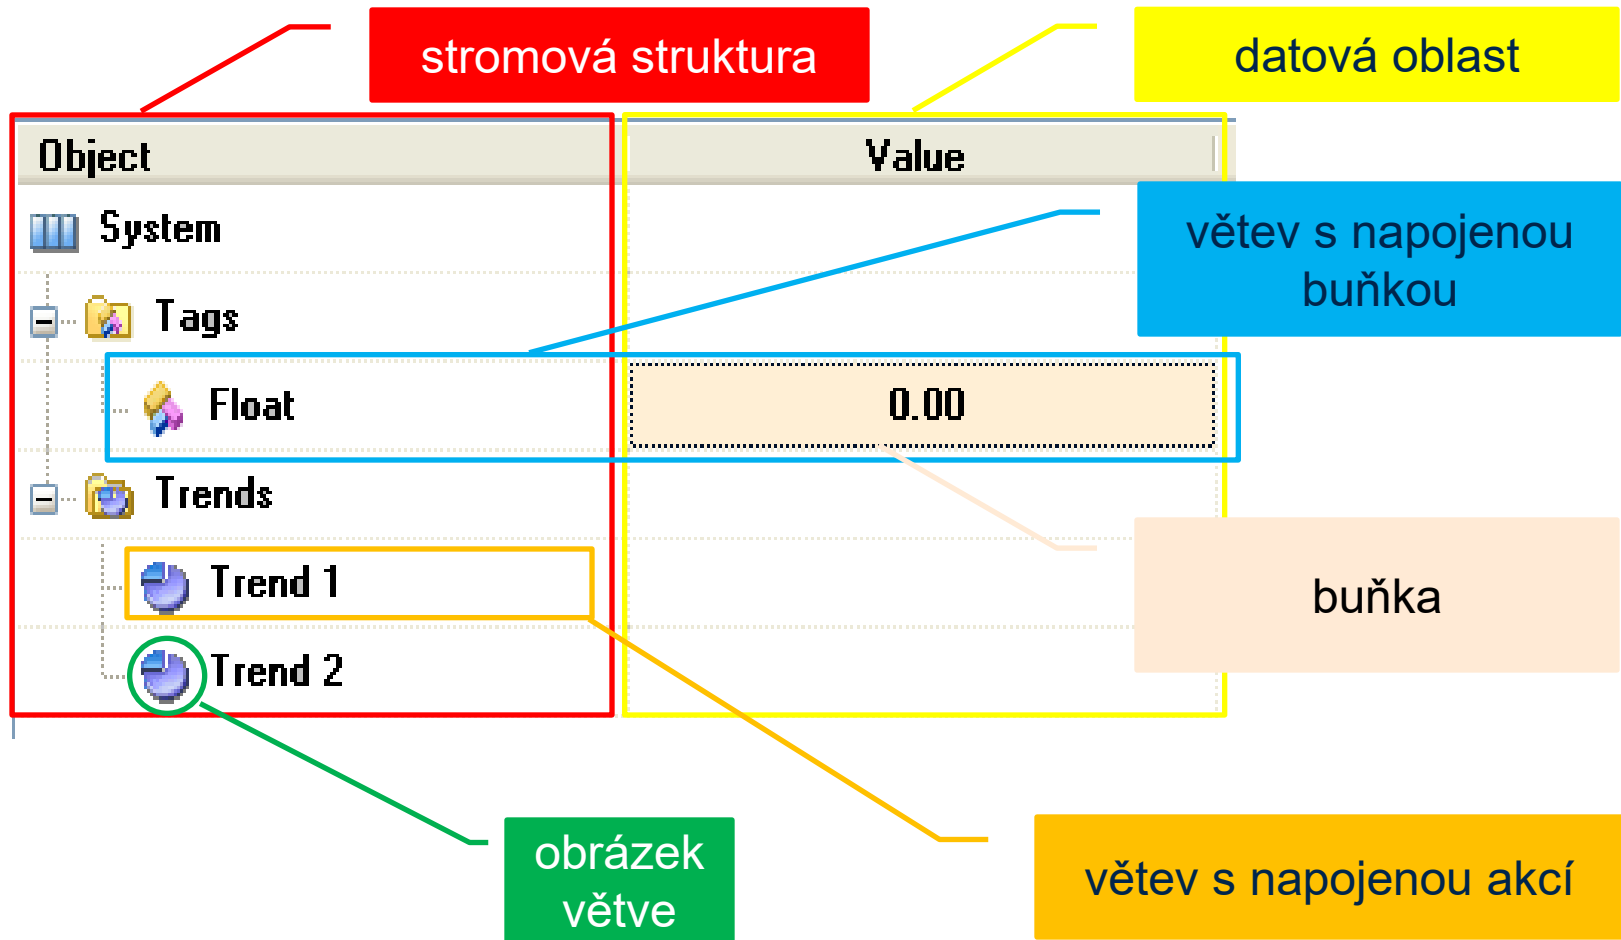 stromová struktura
datová oblast
Object
Value
System
větev s napojenou
buňkou
Tags
Float
0.00
Trends
Trend 1
buňka
Trend 2
obrázek
větve
větev s napojenou akcí